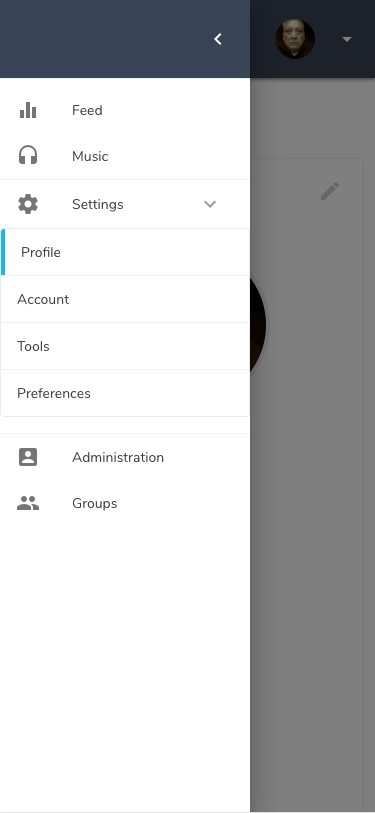 Feed
Music
Settings
Profile
Account
Tools
Preferences
Administration
Groups